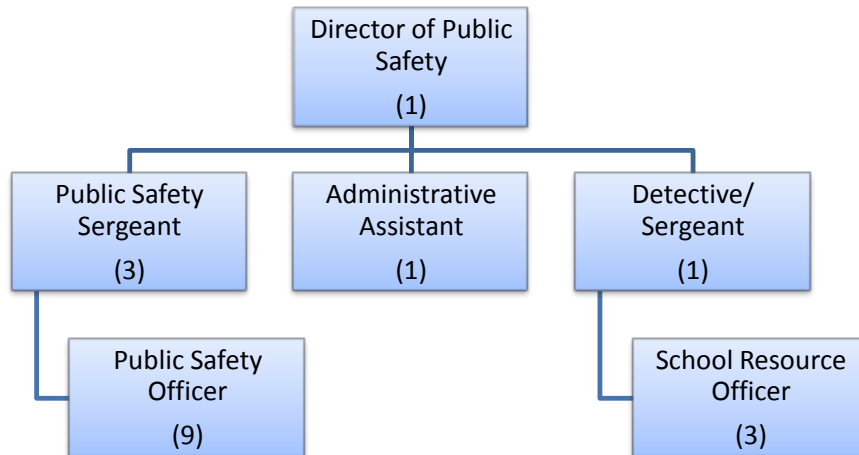 Director of Public
Safety
(1)
Public Safety
Sergeant
(3)
Administrative
Assistant
(1)
Detective/
Sergeant
(1)
Public Safety
Officer
(9)
School Resource
Officer
(3)